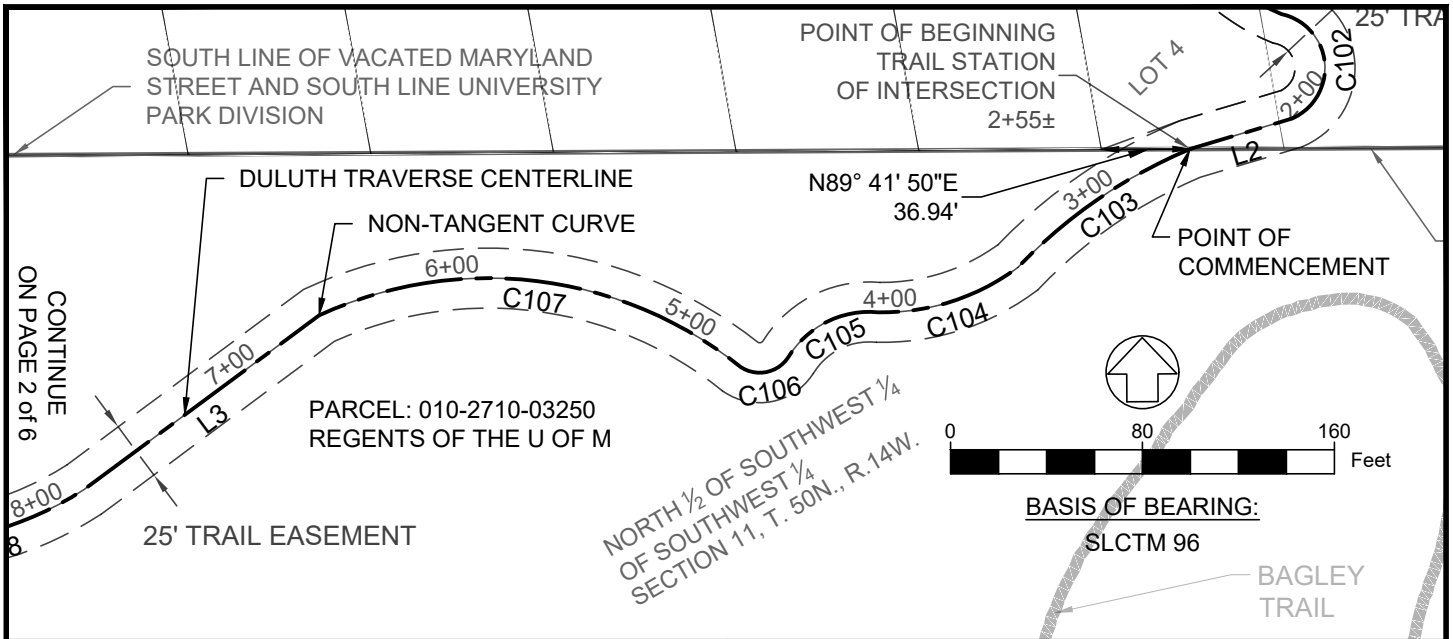 SOUTH LINE OF VACATED MARYLAND
STREET AND SOUTH LINE UNIVERSITY
PARK DIVISION
POINT OF BEGINNING
TRAIL STATION
OF INTERSECTION
2+55±
LOT 4
25' TRA
C102
2+00
L2
DULUTH TRAVERSE CENTERLINE
NON-TANGENT CURVE
N89° 41' 50"E
36.94'
3+00
C103
POINT OF
COMMENCEMENT
6+00
C107
5+00
4+00
C104
C105
C106
CONTINUE
ON PAGE 2 of 6
7+00
L3
PARCEL: 010-2710-03250
REGENTS OF THE U OF M
8+00
8
25' TRAIL EASEMENT
NORTH ½ OF SOUTHWEST ¼
OF SOUTHWEST ¼
SECTION 11, T. 50N., R.14W.
0 80 160
Feet
BASIS OF BEARING:
SLCTM 96
BAGLEY
TRAIL